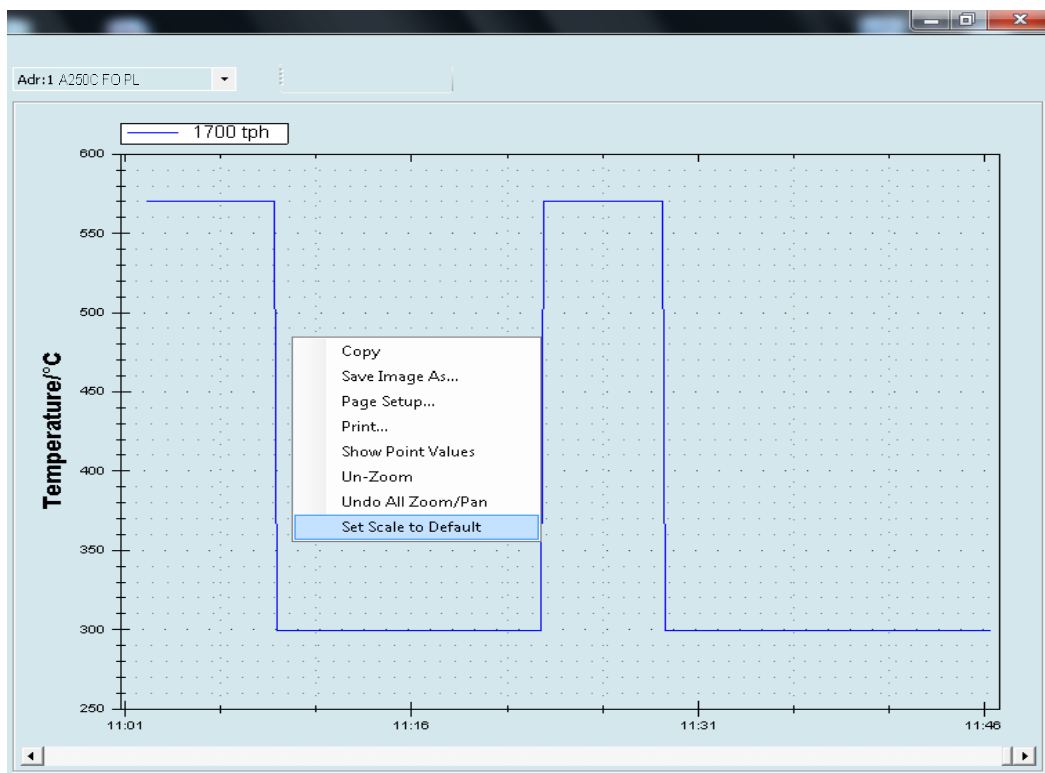 Adr:1 A250C FO PL
1700 tph
600
550
500
450
400
350
300
250
Temperature/°C
Copy
Save Image As...
Page Setup...
Print...
Show Point Values
Un-Zoom
Undo All Zoom/Pan
Set Scale to Default
11:01 11:16 11:31 11:46